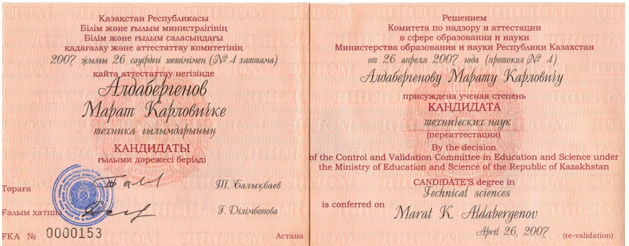 Қазақстан Республикасы
Білім және ғылым министрлігінің
Білім және ғылым саласындағы
қадағалау және аттестаттау комитетінің
2007 жылғы 26 сәуірдегі шешімімен (№ 4 хаттама)
қайта аттестаттау негізінде
Алдабергенов
Марат Карловичке
техника ғылымдарының
КАНДИДАТЫ
ғылыми дәрежесі берілді
Төраға Т. Балықбаев
Ғалым хатшы Г. Ділімбетова
FKA № 0000153 Астана
Решением
Комитета по надзору и аттестации
в сфере образования и науки
Министерства образования и науки Республики Казахстан
от 26 апреля 2007 года (протокол № 4)
Алдабергенову Марату Карловичу
присуждена ученая степень
КАНДИДАТА
технических наук
(переаттестация)
By the decision
of the Control and Validation Committee in Education and Science under
the Ministry of Education and Science of the Republic of Kazakhstan
CANDIDATE'S degree in
Technical sciences
is conferred on
Marat K. Aldabergenov
April 26, 2007
(re-validation)